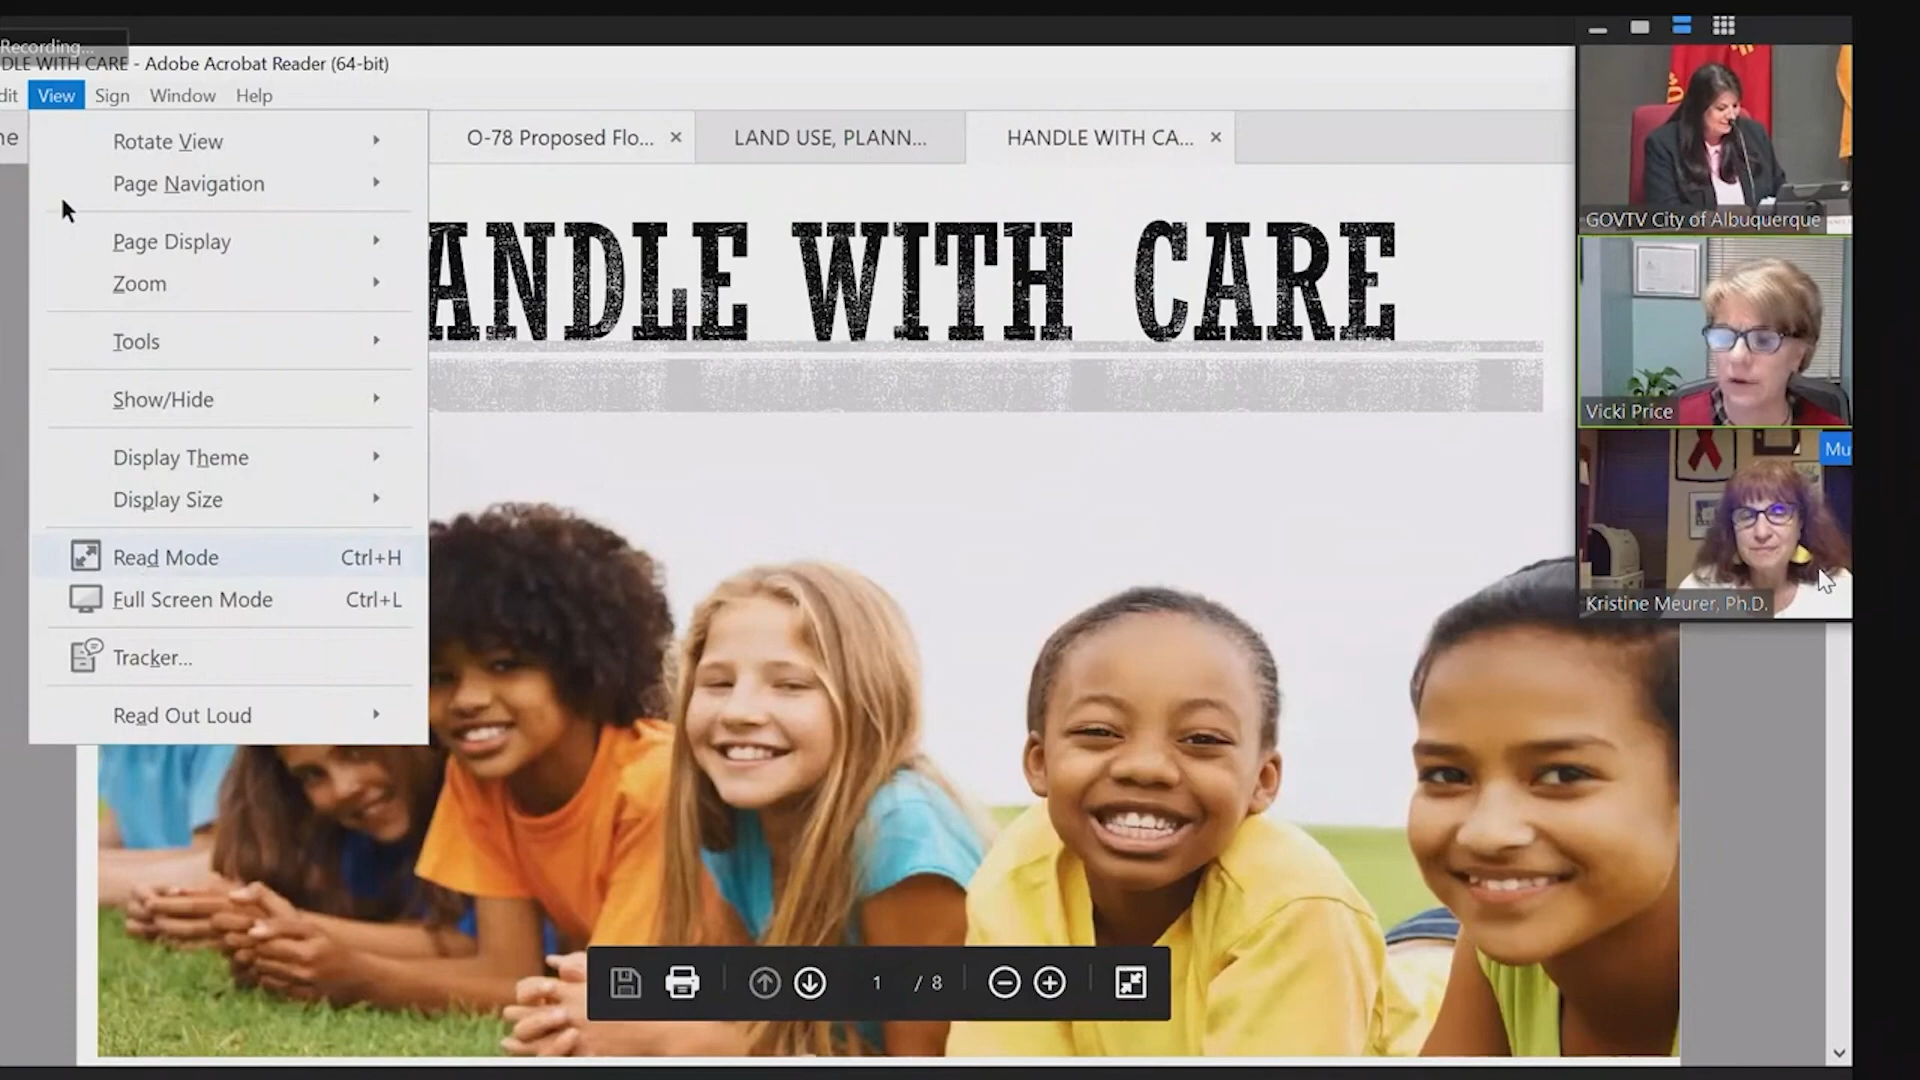 Recording...
DLE WITH CARE - Adobe Acrobat Reader (64-bit)
dit View Sign Window Help
ne
O-78 Proposed Flo... ×
LAND USE, PLANN...
HANDLE WITH CA... ×
Rotate View
Page Navigation
Page Display
Zoom
Tools
Show/Hide
Display Theme
Display Size
Read Mode Ctrl+H
Full Screen Mode Ctrl+L
Tracker...
Read Out Loud
ANDLE WITH CARE
1 / 8
GOVTV City of Albuquerque
Vicki Price
Mu
Kristine Meurer, Ph.D.